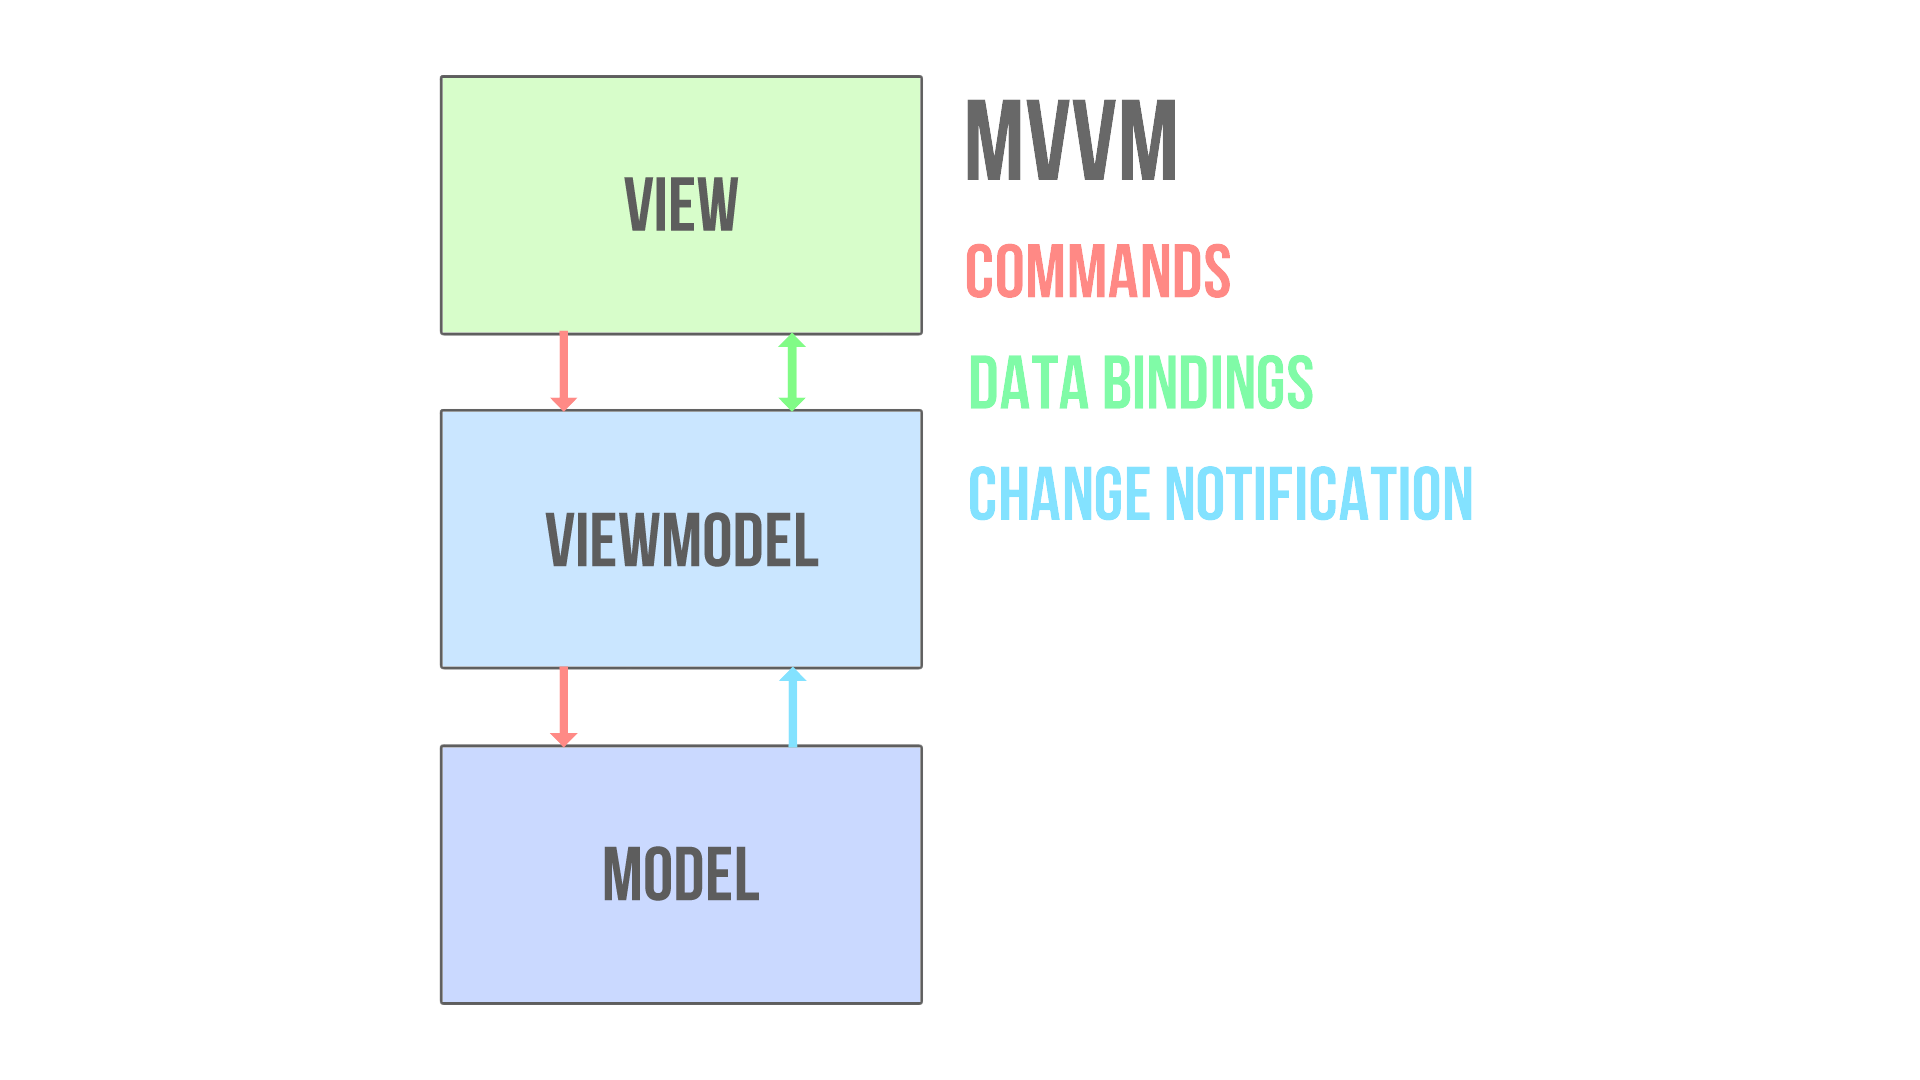 VIEW
VIEWMODEL
MODEL
MVVM
COMMANDS
DATA BINDINGS
CHANGE NOTIFICATION